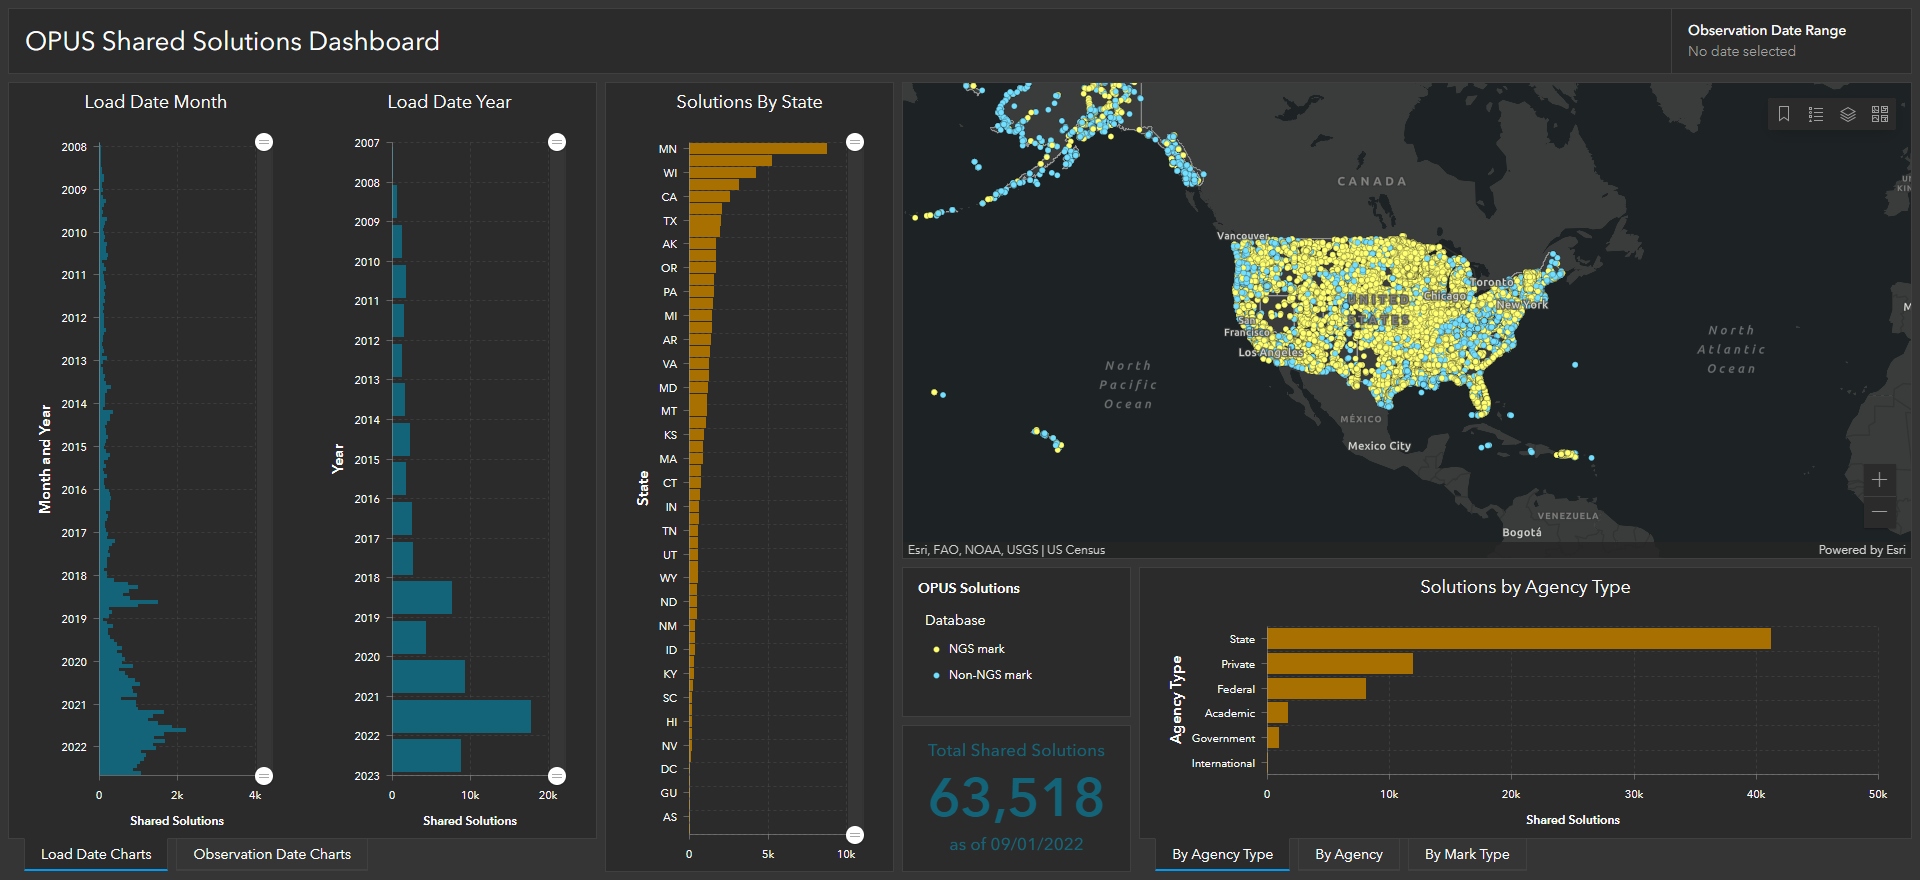 OPUS Shared Solutions Dashboard
Observation Date Range
No date selected
Load Date Month
Month and Year
2008
2009
2010
2011
2012
2013
2014
2015
2016
2017
2018
2019
2020
2021
2022
0 2k 4k
Shared Solutions
Load Date Year
Year
2007
2008
2009
2010
2011
2012
2013
2014
2015
2016
2017
2018
2019
2020
2021
2022
2023
0 10k 20k
Shared Solutions
Load Date Charts
Observation Date Charts
Solutions By State
State
MN
WI
CA
TX
AK
OR
PA
MI
AR
VA
MD
MT
KS
MA
CT
IN
TN
UT
WY
ND
NM
ID
KY
SC
HI
NV
DC
GU
AS
0 5k 10k
CANADA
Vancouver
Toronto
Chicago
New York
UNITED
STATES
San
Francisco
Los Angeles
North
Pacific
Ocean
North
Atlantic
Ocean
MÉXICO
Mexico City
VENEZUELA
Bogotá
Esri, FAO, NOAA, USGS | US Census
Powered by Esri
OPUS Solutions
Database
NGS mark
Non-NGS mark
Total Shared Solutions
63,518
as of 09/01/2022
Solutions by Agency Type
Agency Type
State
Private
Federal
Academic
Government
International
0 10k 20k 30k 40k 50k
Shared Solutions
By Agency Type
By Agency
By Mark Type